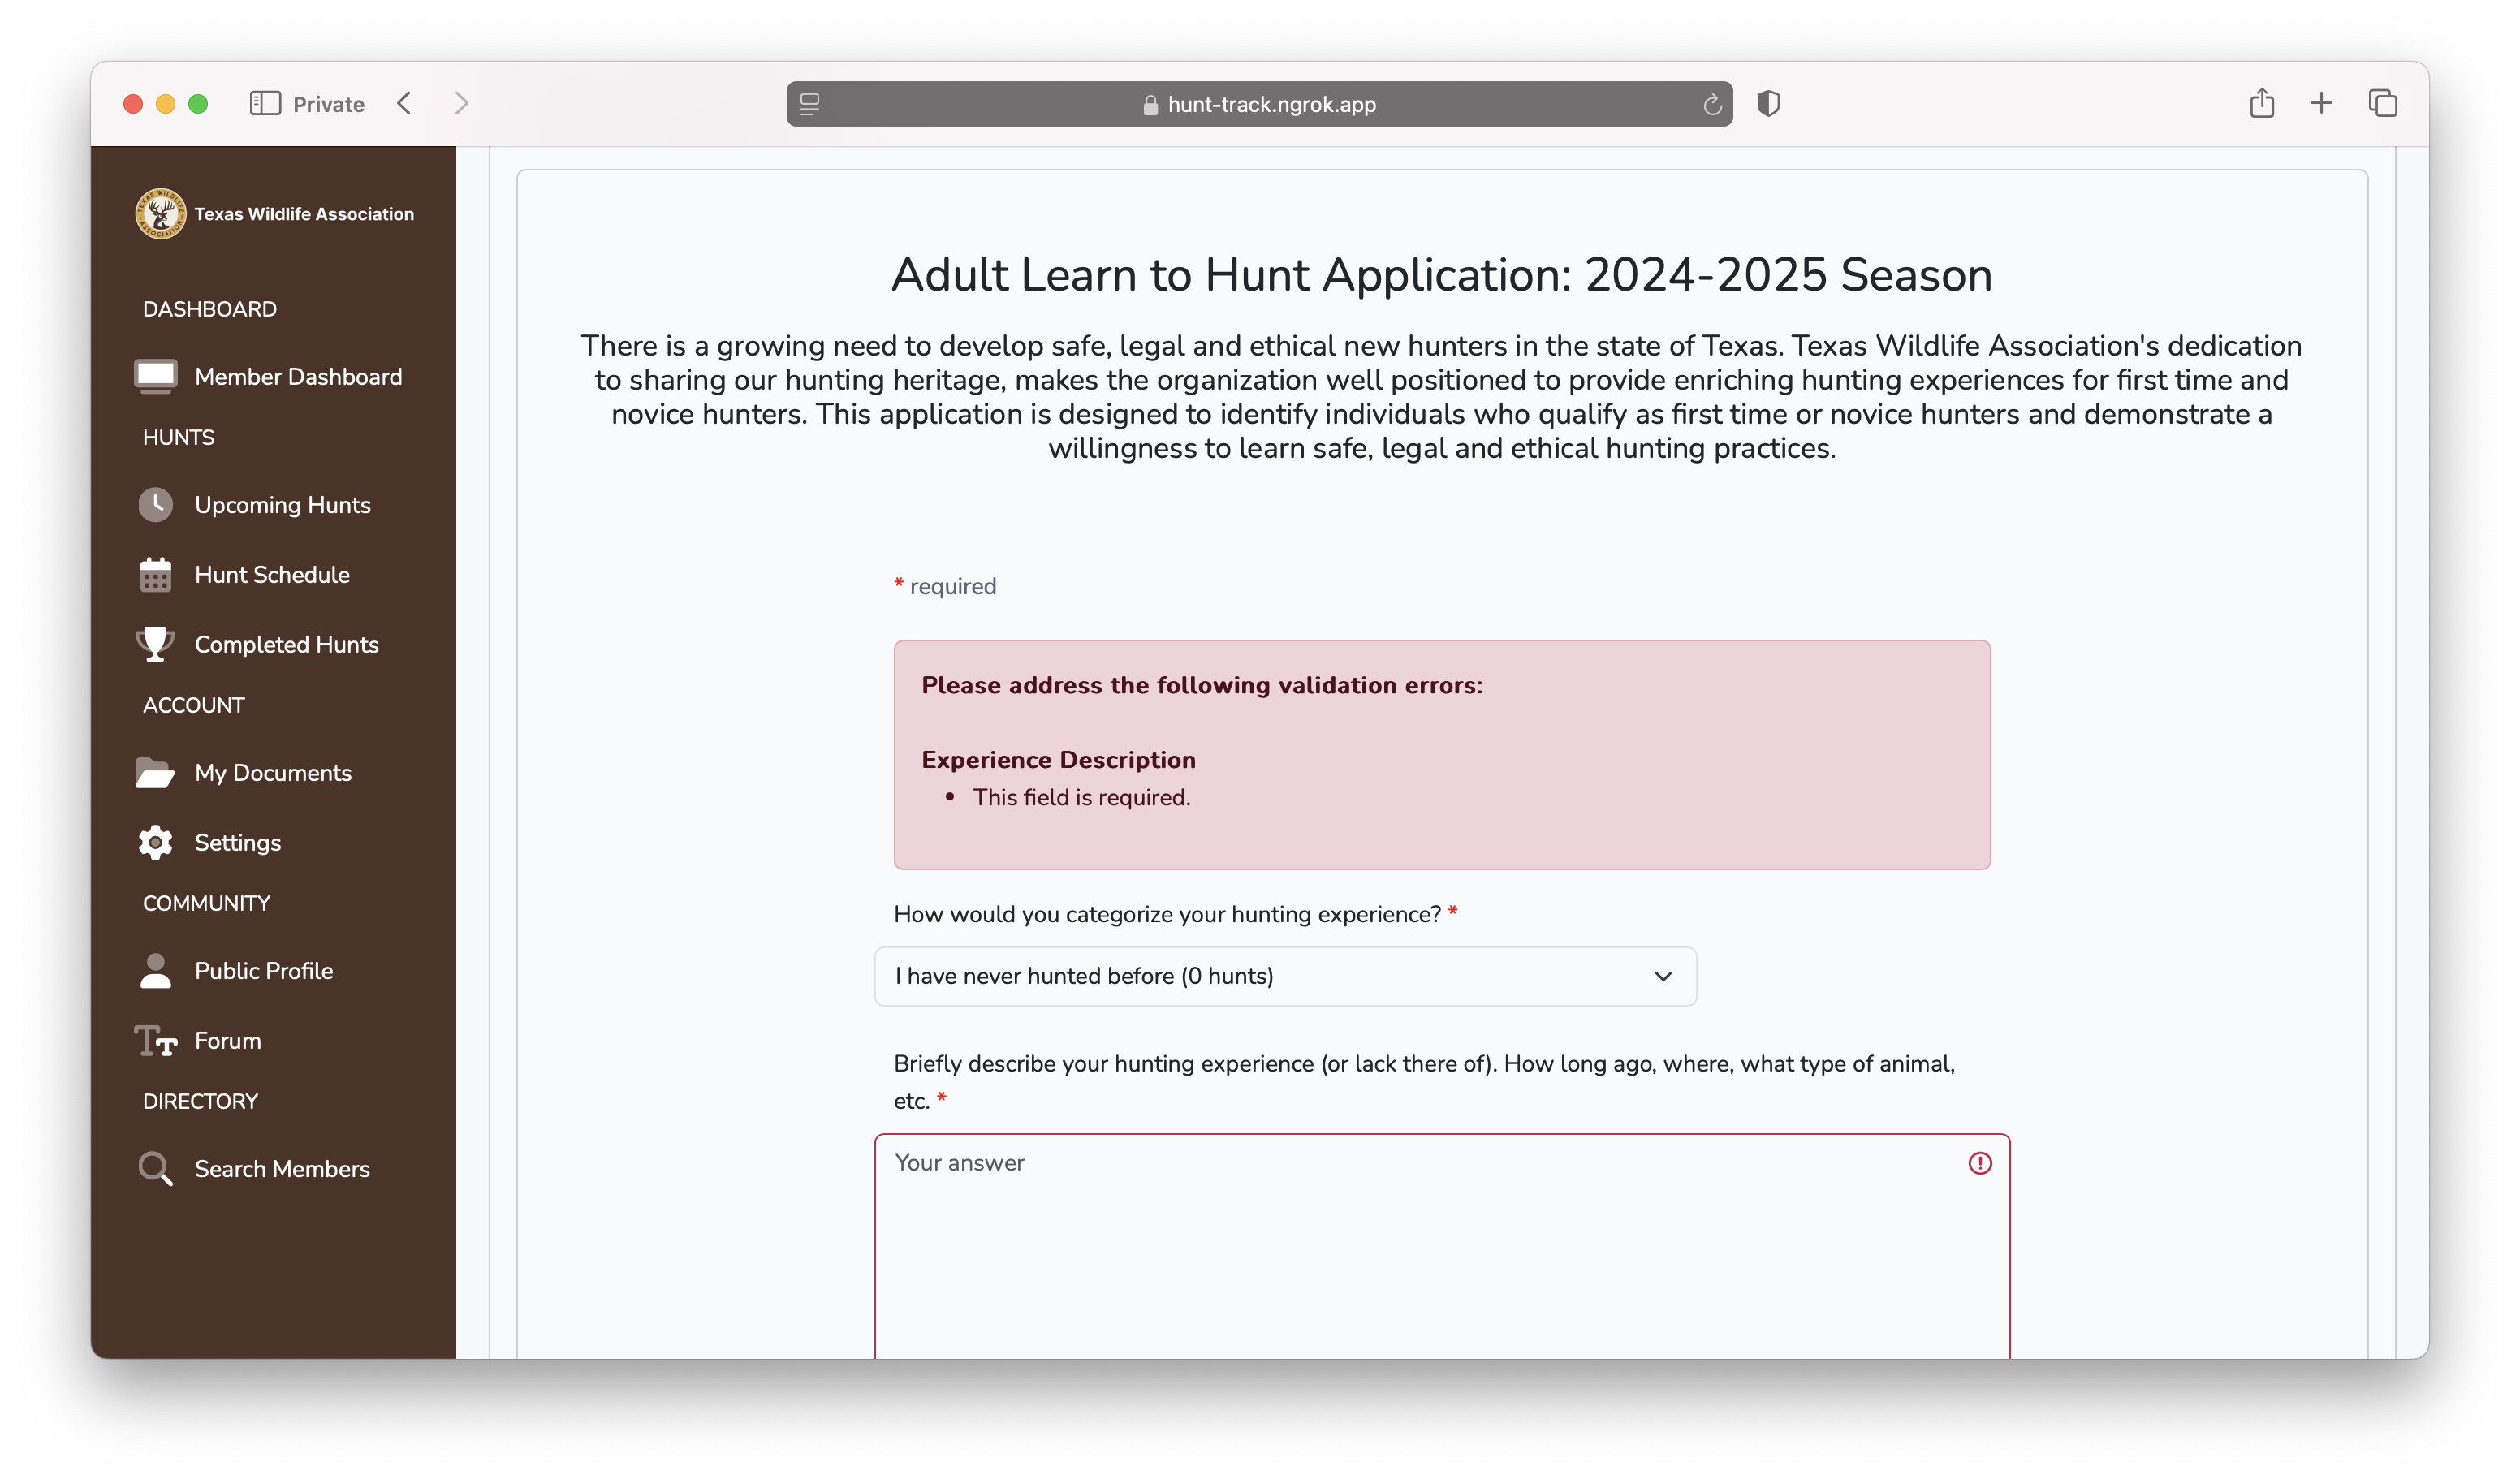 Private
hunt-track.ngrok.app
TEXAS WILDLIFE ASSOCIATION
Texas Wildlife Association
DASHBOARD
Member Dashboard
HUNTS
Upcoming Hunts
Hunt Schedule
Completed Hunts
ACCOUNT
My Documents
Settings
COMMUNITY
Public Profile
TT Forum
DIRECTORY
Search Members
Adult Learn to Hunt Application: 2024-2025 Season
There is a growing need to develop safe, legal and ethical new hunters in the state of Texas. Texas Wildlife Association's dedication
to sharing our hunting heritage, makes the organization well positioned to provide enriching hunting experiences for first time and
novice hunters. This application is designed to identify individuals who qualify as first time or novice hunters and demonstrate a
willingness to learn safe, legal and ethical hunting practices.
* required
Please address the following validation errors:
Experience Description
• This field is required.
How would you categorize your hunting experience? *
I have never hunted before (0 hunts)
Briefly describe your hunting experience (or lack there of). How long ago, where, what type of animal,
etc. *
Your answer